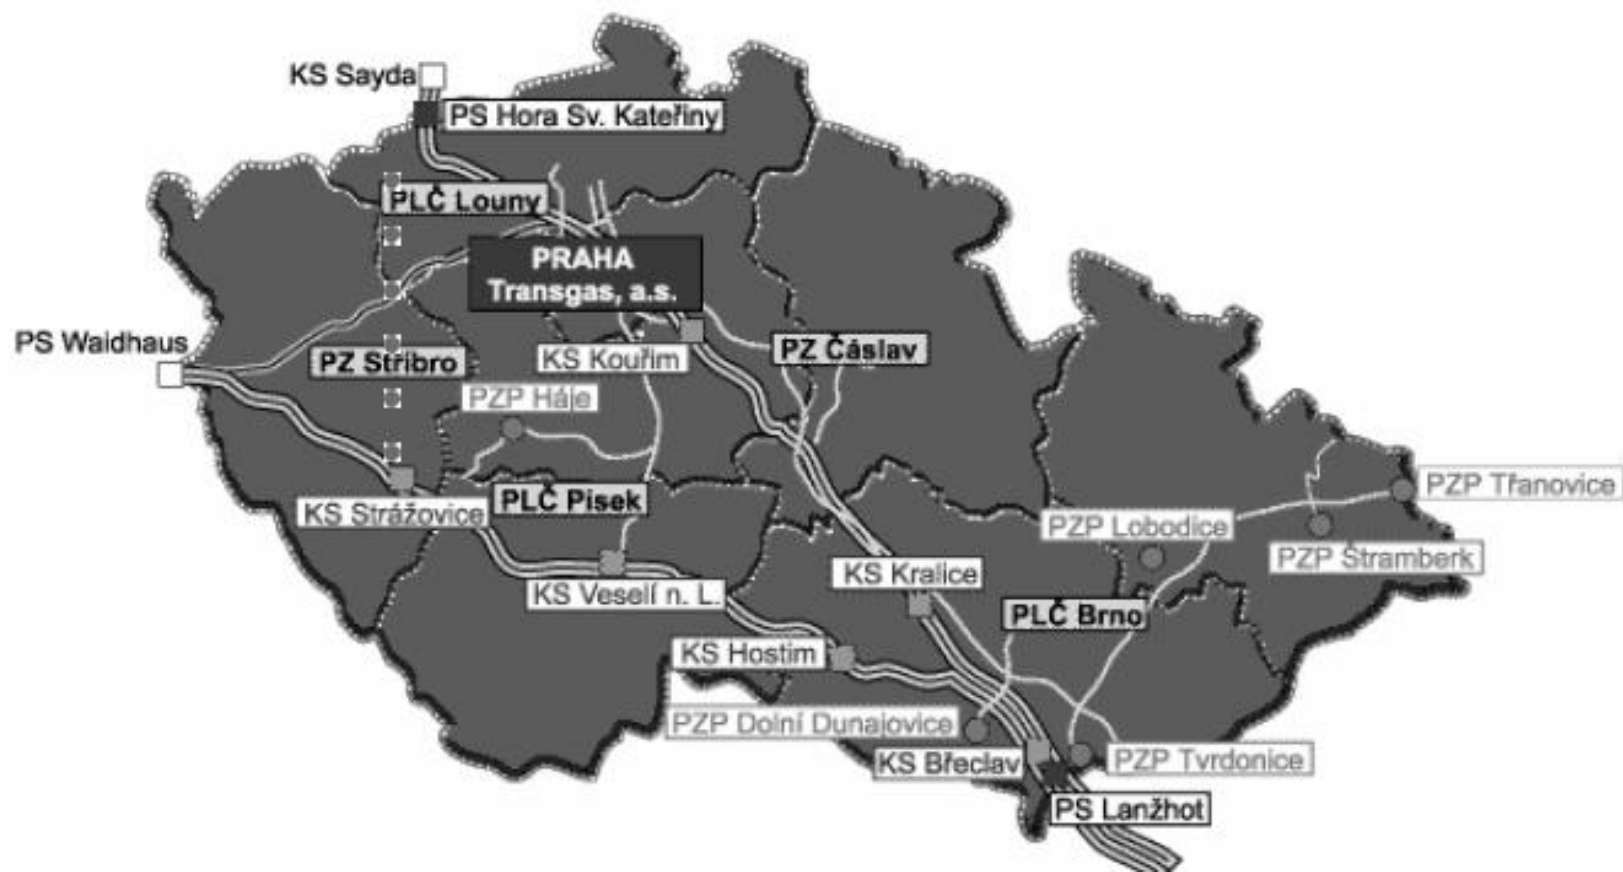 KS Sayda
PS Hora Sv. Kateřiny
PLČ Louny
PRAHA
Transgas, a.s.
PS Waidhaus
KS Kouřim
PZ Čáslav
PZ Stříbro
PZP Háje
PZP Třanovice
PLČ Pisek
KS Strážovice
PZP Lobodice
PZP Štramberk
KS Kralice
KS Veselí n. L.
PLČ Brno
KS Hostim
PZP Dolní Dunajovice
KS Břeclav
PZP Tvrdonice
PS Lanžhot